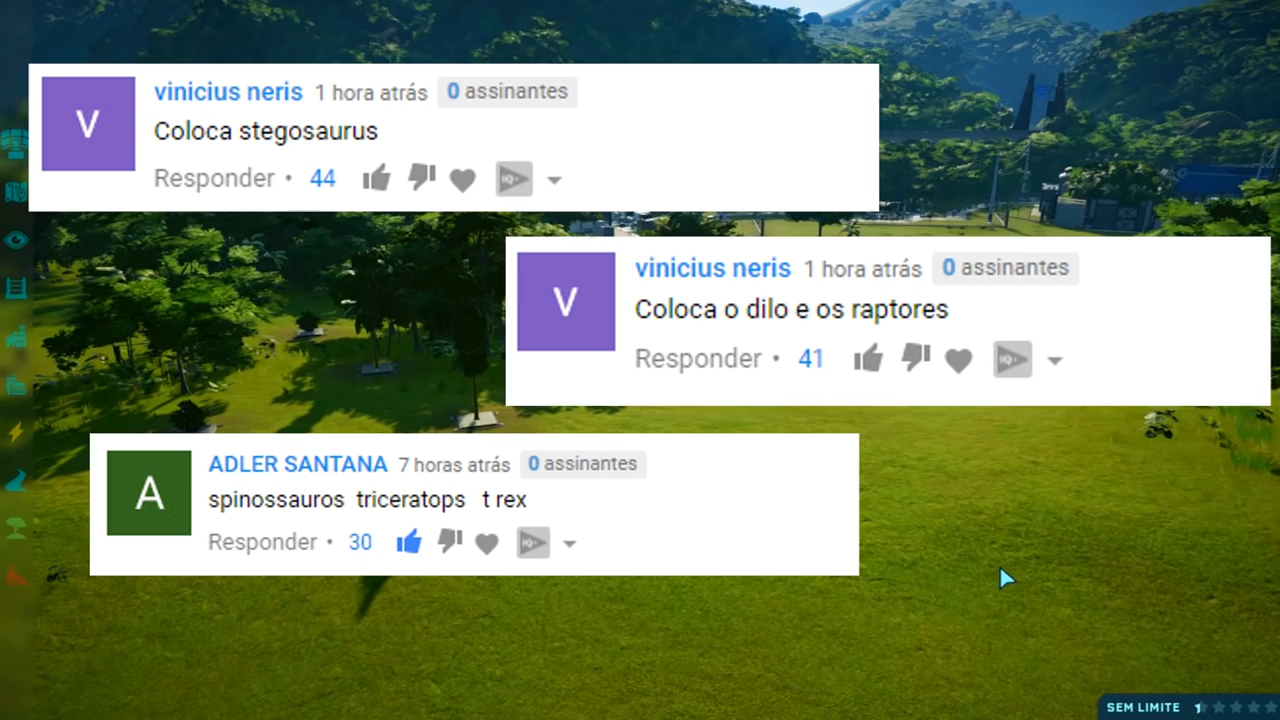 V
vinicius neris 1 hora atrás 0 assinantes
Coloca stegosaurus
Responder • 44
V
vinicius neris 1 hora atrás 0 assinantes
Coloca o dilo e os raptores
Responder • 41
A
ADLER SANTANA 7 horas atrás 0 assinantes
spinossauros triceratops t rex
Responder • 30
SEM LIMITE